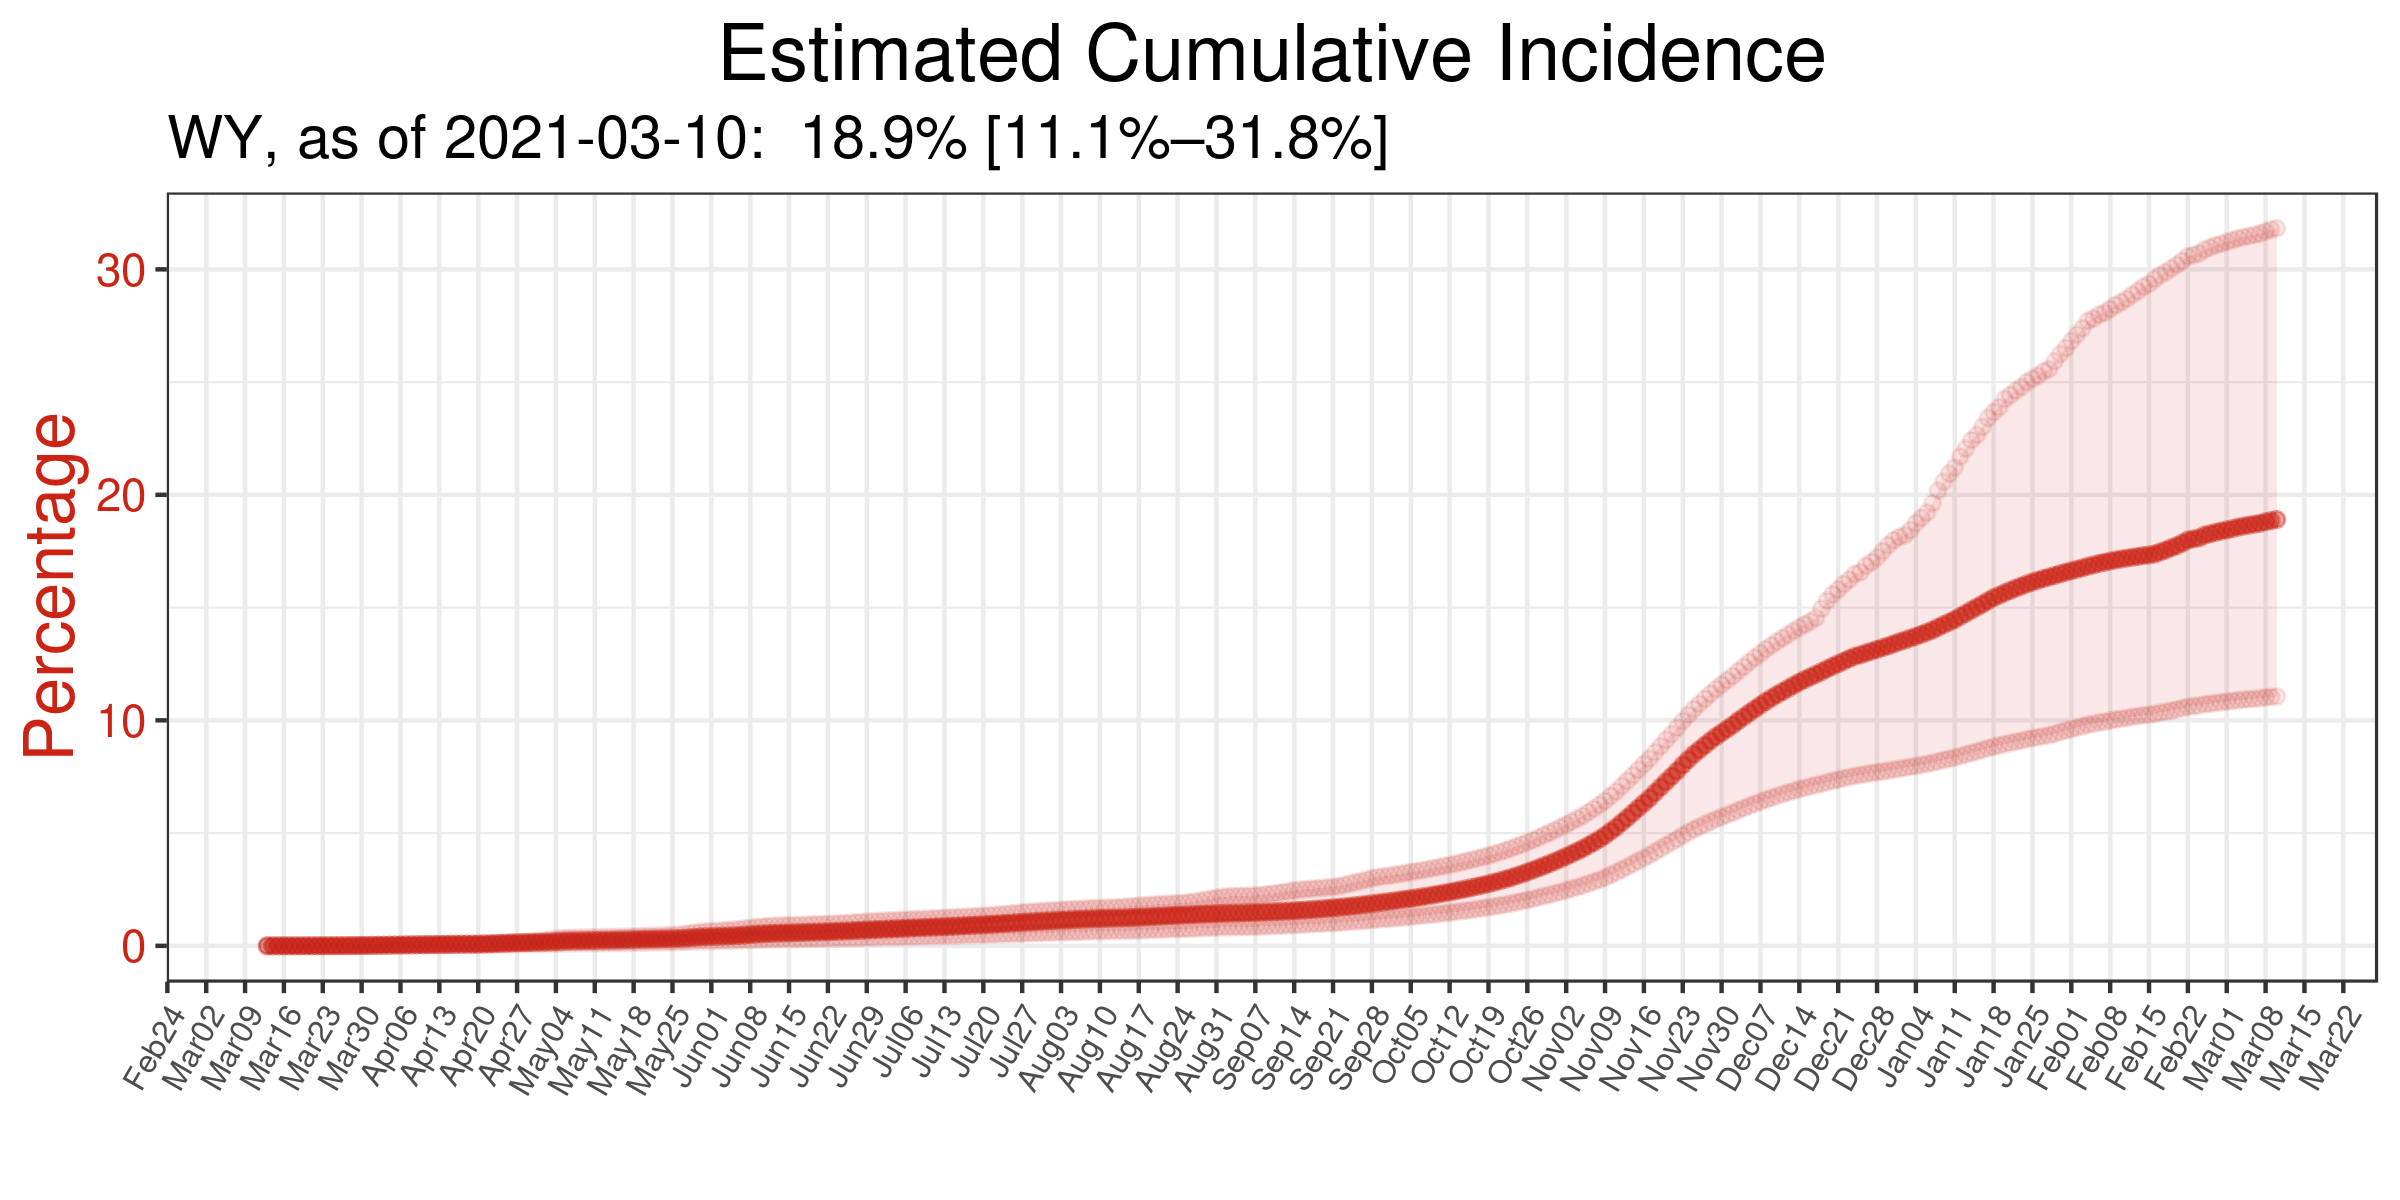 Estimated Cumulative Incidence
WY, as of 2021-03-10:  18.9% [11.1%–31.8%]
Percentage
30
20
10
0
Feb24
Mar02
Mar09
Mar16
Mar23
Mar30
Apr06
Apr13
Apr20
Apr27
May04
May11
May18
May25
Jun01
Jun08
Jun15
Jun22
Jun29
Jul06
Jul13
Jul20
Jul27
Aug03
Aug10
Aug17
Aug24
Aug31
Sep07
Sep14
Sep21
Sep28
Oct05
Oct12
Oct19
Oct26
Nov02
Nov09
Nov16
Nov23
Nov30
Dec07
Dec14
Dec21
Dec28
Jan04
Jan11
Jan18
Jan25
Feb01
Feb08
Feb15
Feb22
Mar01
Mar08
Mar15
Mar22